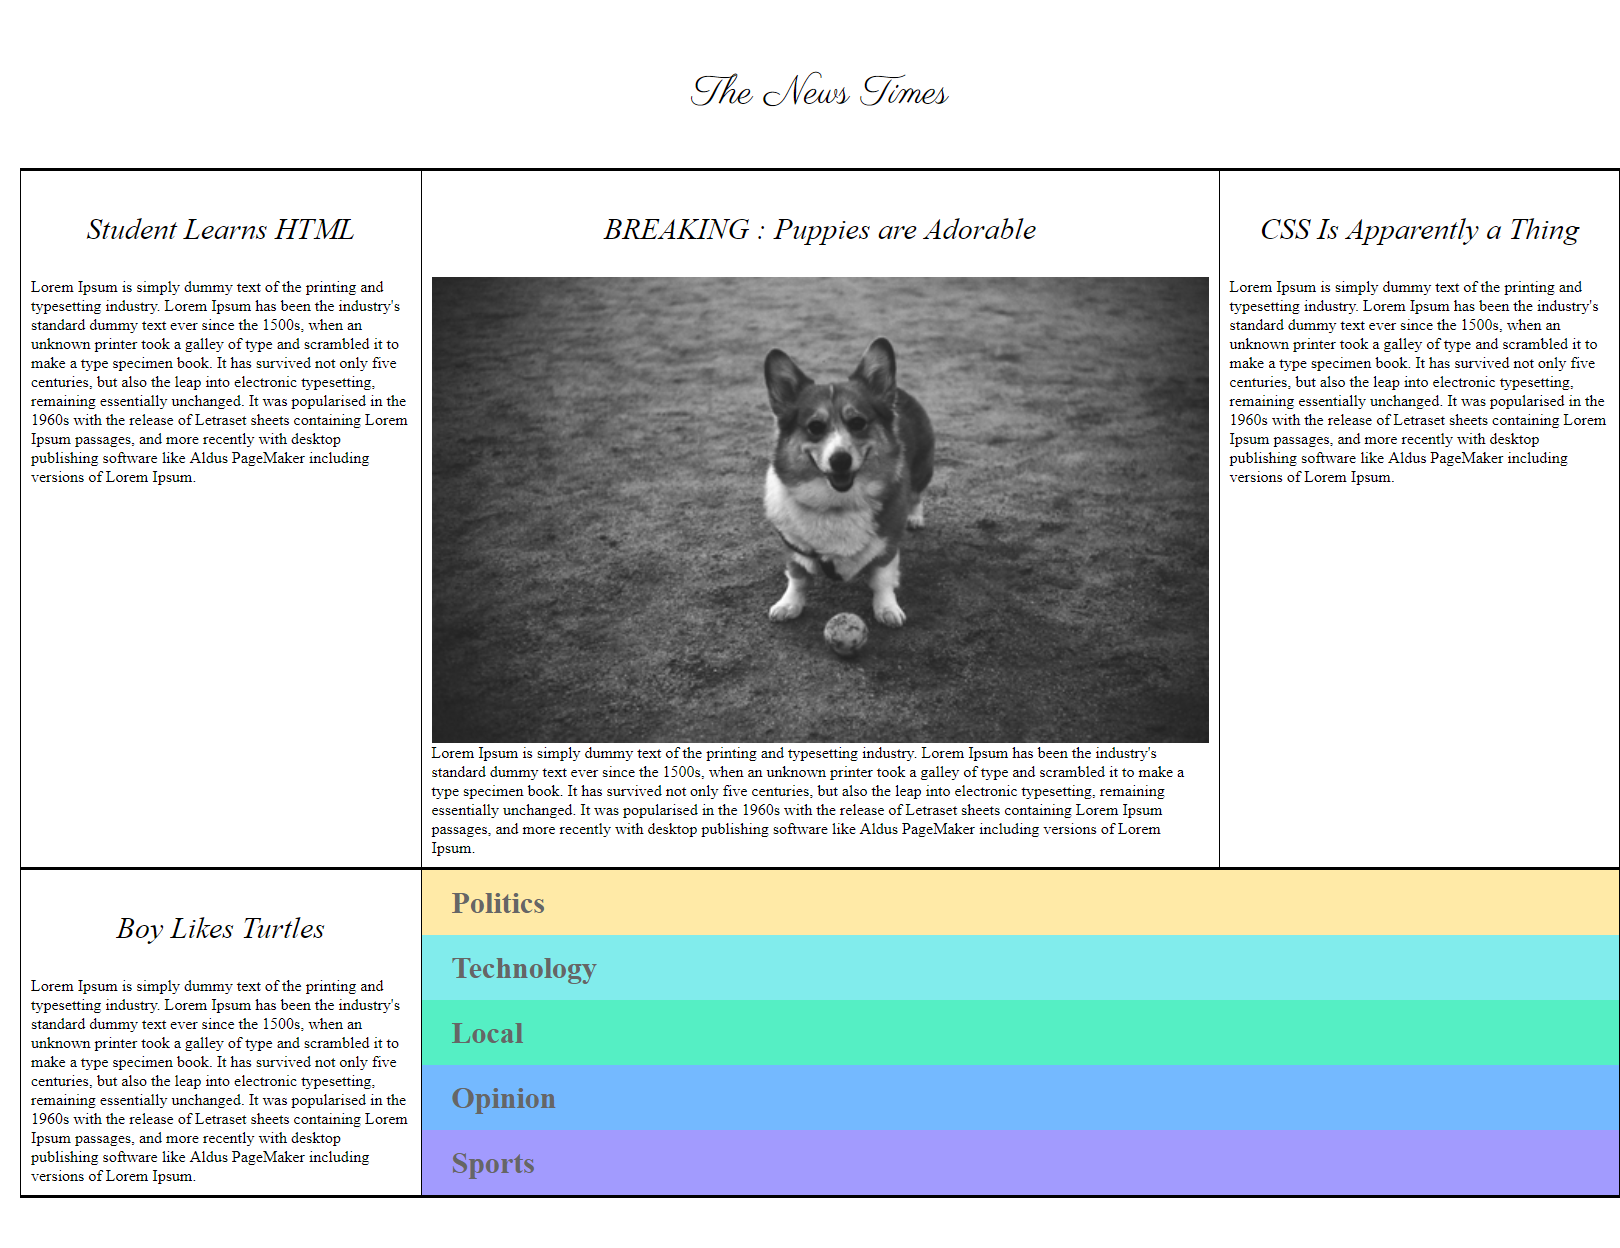 The News Times
Student Learns HTML
Lorem Ipsum is simply dummy text of the printing and
typesetting industry. Lorem Ipsum has been the industry's
standard dummy text ever since the 1500s, when an
unknown printer took a galley of type and scrambled it to
make a type specimen book. It has survived not only five
centuries, but also the leap into electronic typesetting,
remaining essentially unchanged. It was popularised in the
1960s with the release of Letraset sheets containing Lorem
Ipsum passages, and more recently with desktop
publishing software like Aldus PageMaker including
versions of Lorem Ipsum.
BREAKING : Puppies are Adorable
Lorem Ipsum is simply dummy text of the printing and typesetting industry. Lorem Ipsum has been the industry's
standard dummy text ever since the 1500s, when an unknown printer took a galley of type and scrambled it to make a
type specimen book. It has survived not only five centuries, but also the leap into electronic typesetting, remaining
essentially unchanged. It was popularised in the 1960s with the release of Letraset sheets containing Lorem Ipsum
passages, and more recently with desktop publishing software like Aldus PageMaker including versions of Lorem
Ipsum.
CSS Is Apparently a Thing
Lorem Ipsum is simply dummy text of the printing and
typesetting industry. Lorem Ipsum has been the industry's
standard dummy text ever since the 1500s, when an
unknown printer took a galley of type and scrambled it to
make a type specimen book. It has survived not only five
centuries, but also the leap into electronic typesetting,
remaining essentially unchanged. It was popularised in the
1960s with the release of Letraset sheets containing Lorem
Ipsum passages, and more recently with desktop
publishing software like Aldus PageMaker including
versions of Lorem Ipsum.
Boy Likes Turtles
Lorem Ipsum is simply dummy text of the printing and
typesetting industry. Lorem Ipsum has been the industry's
standard dummy text ever since the 1500s, when an
unknown printer took a galley of type and scrambled it to
make a type specimen book. It has survived not only five
centuries, but also the leap into electronic typesetting,
remaining essentially unchanged. It was popularised in the
1960s with the release of Letraset sheets containing Lorem
Ipsum passages, and more recently with desktop
publishing software like Aldus PageMaker including
versions of Lorem Ipsum.
Politics
Technology
Local
Opinion
Sports